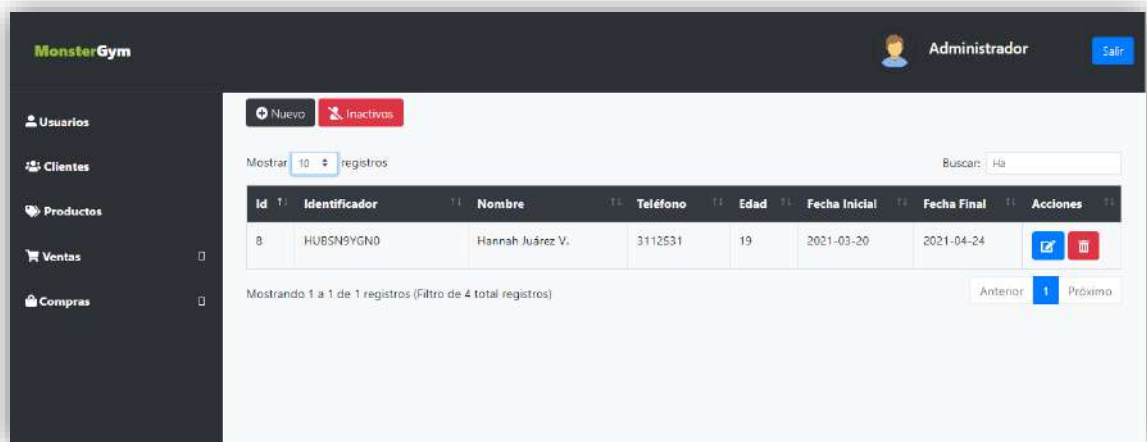 MonsterGym
Administrador
Salir
Usuarios
Clientes
Productos
Ventas
Compras
Nuevo Inactivos
Mostrar 10 registros
Buscar: Ha
Id Identificador Nombre Teléfono Edad Fecha Inicial Fecha Final Acciones
8 HUBSN9YGN0 Hannah Juárez V. 3112531 19 2021-03-20 2021-04-24
Mostrando 1 a 1 de 1 registros (Filtro de 4 total registros)
Anterior 1 Próximo